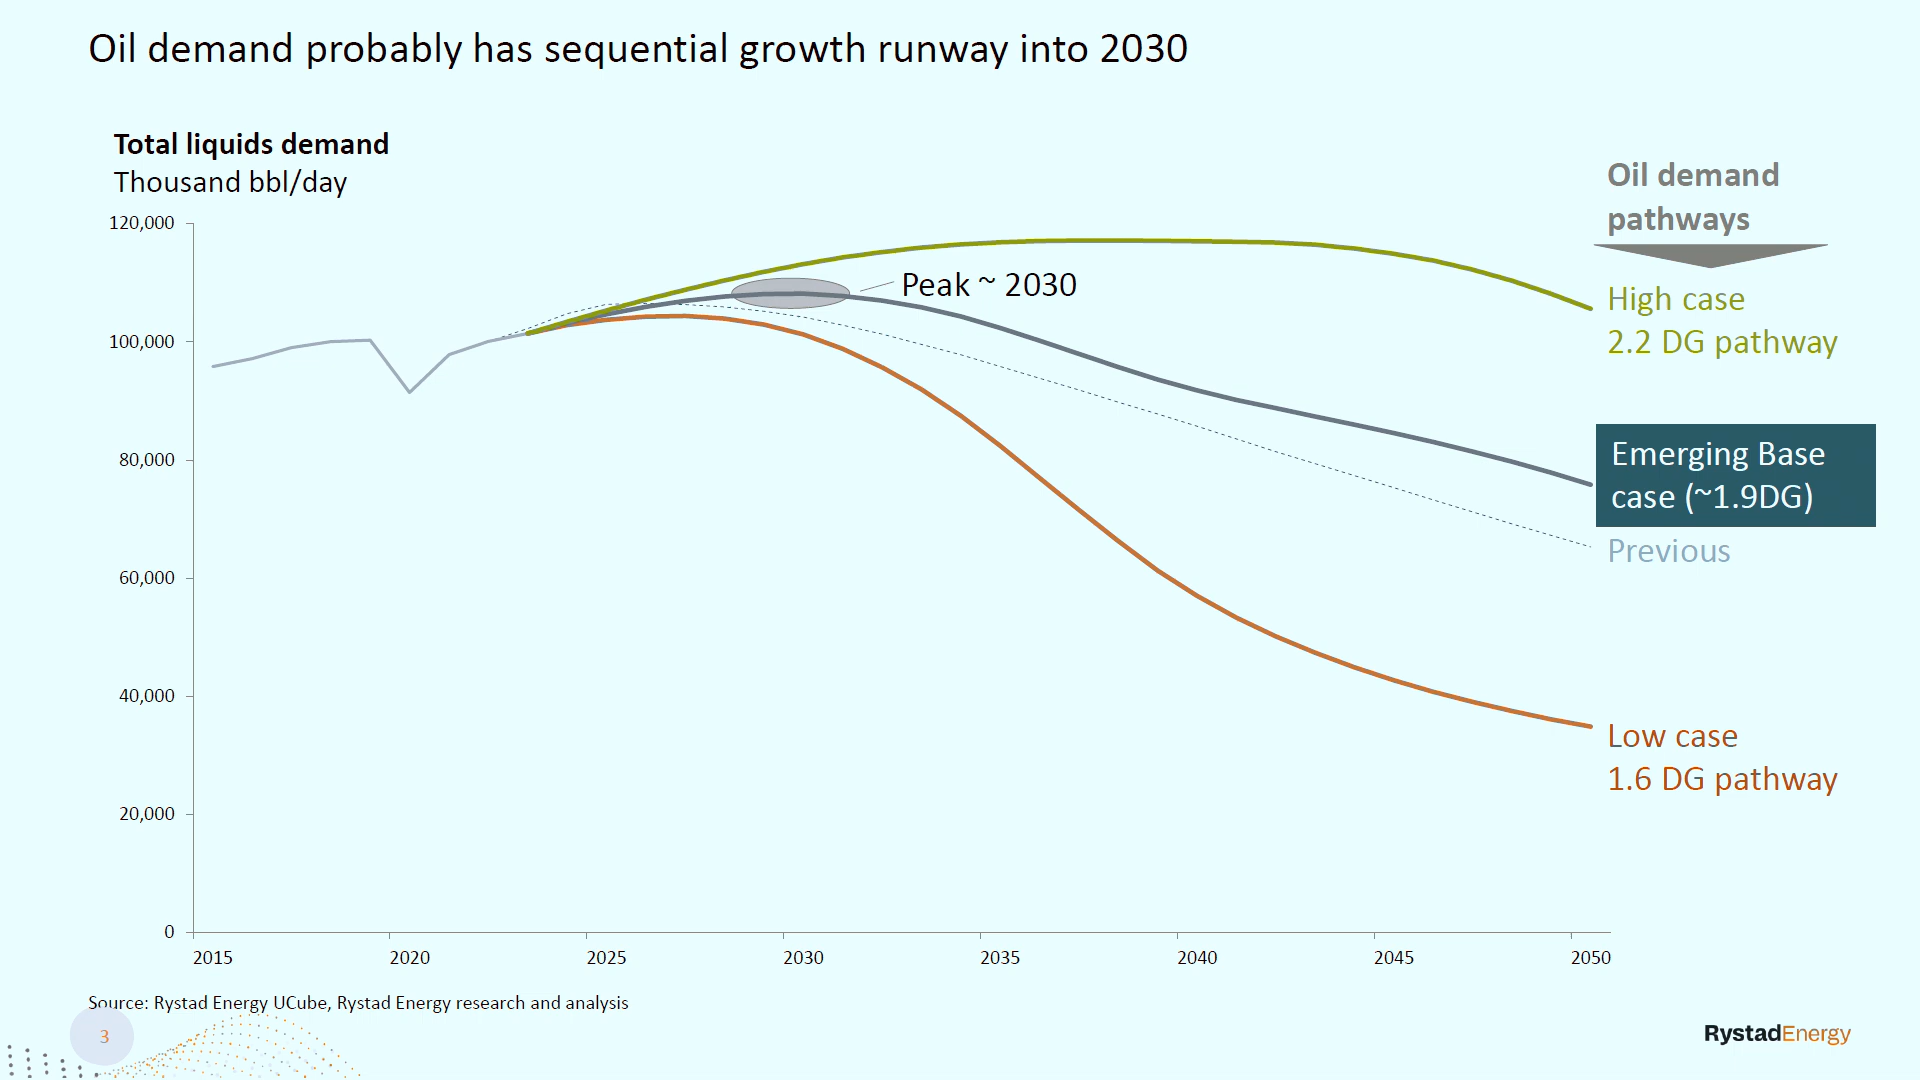 Oil demand probably has sequential growth runway into 2030
Total liquids demand
Thousand bbl/day
120,000
100,000
80,000
60,000
40,000
20,000
0
2015
2020
2025
2030
2035
2040
2045
2050
Peak ~ 2030
Oil demand
pathways
High case
2.2 DG pathway
Emerging Base
case (~1.9DG)
Previous
Low case
1.6 DG pathway
Source: Rystad Energy UCube, Rystad Energy research and analysis
3
RystadEnergy